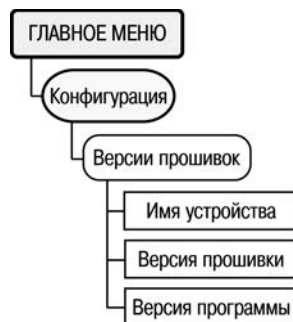 ГЛАВНОЕ МЕНЮ
Конфигурация
Версии прошивок
Имя устройства
Версия прошивки
Версия программы